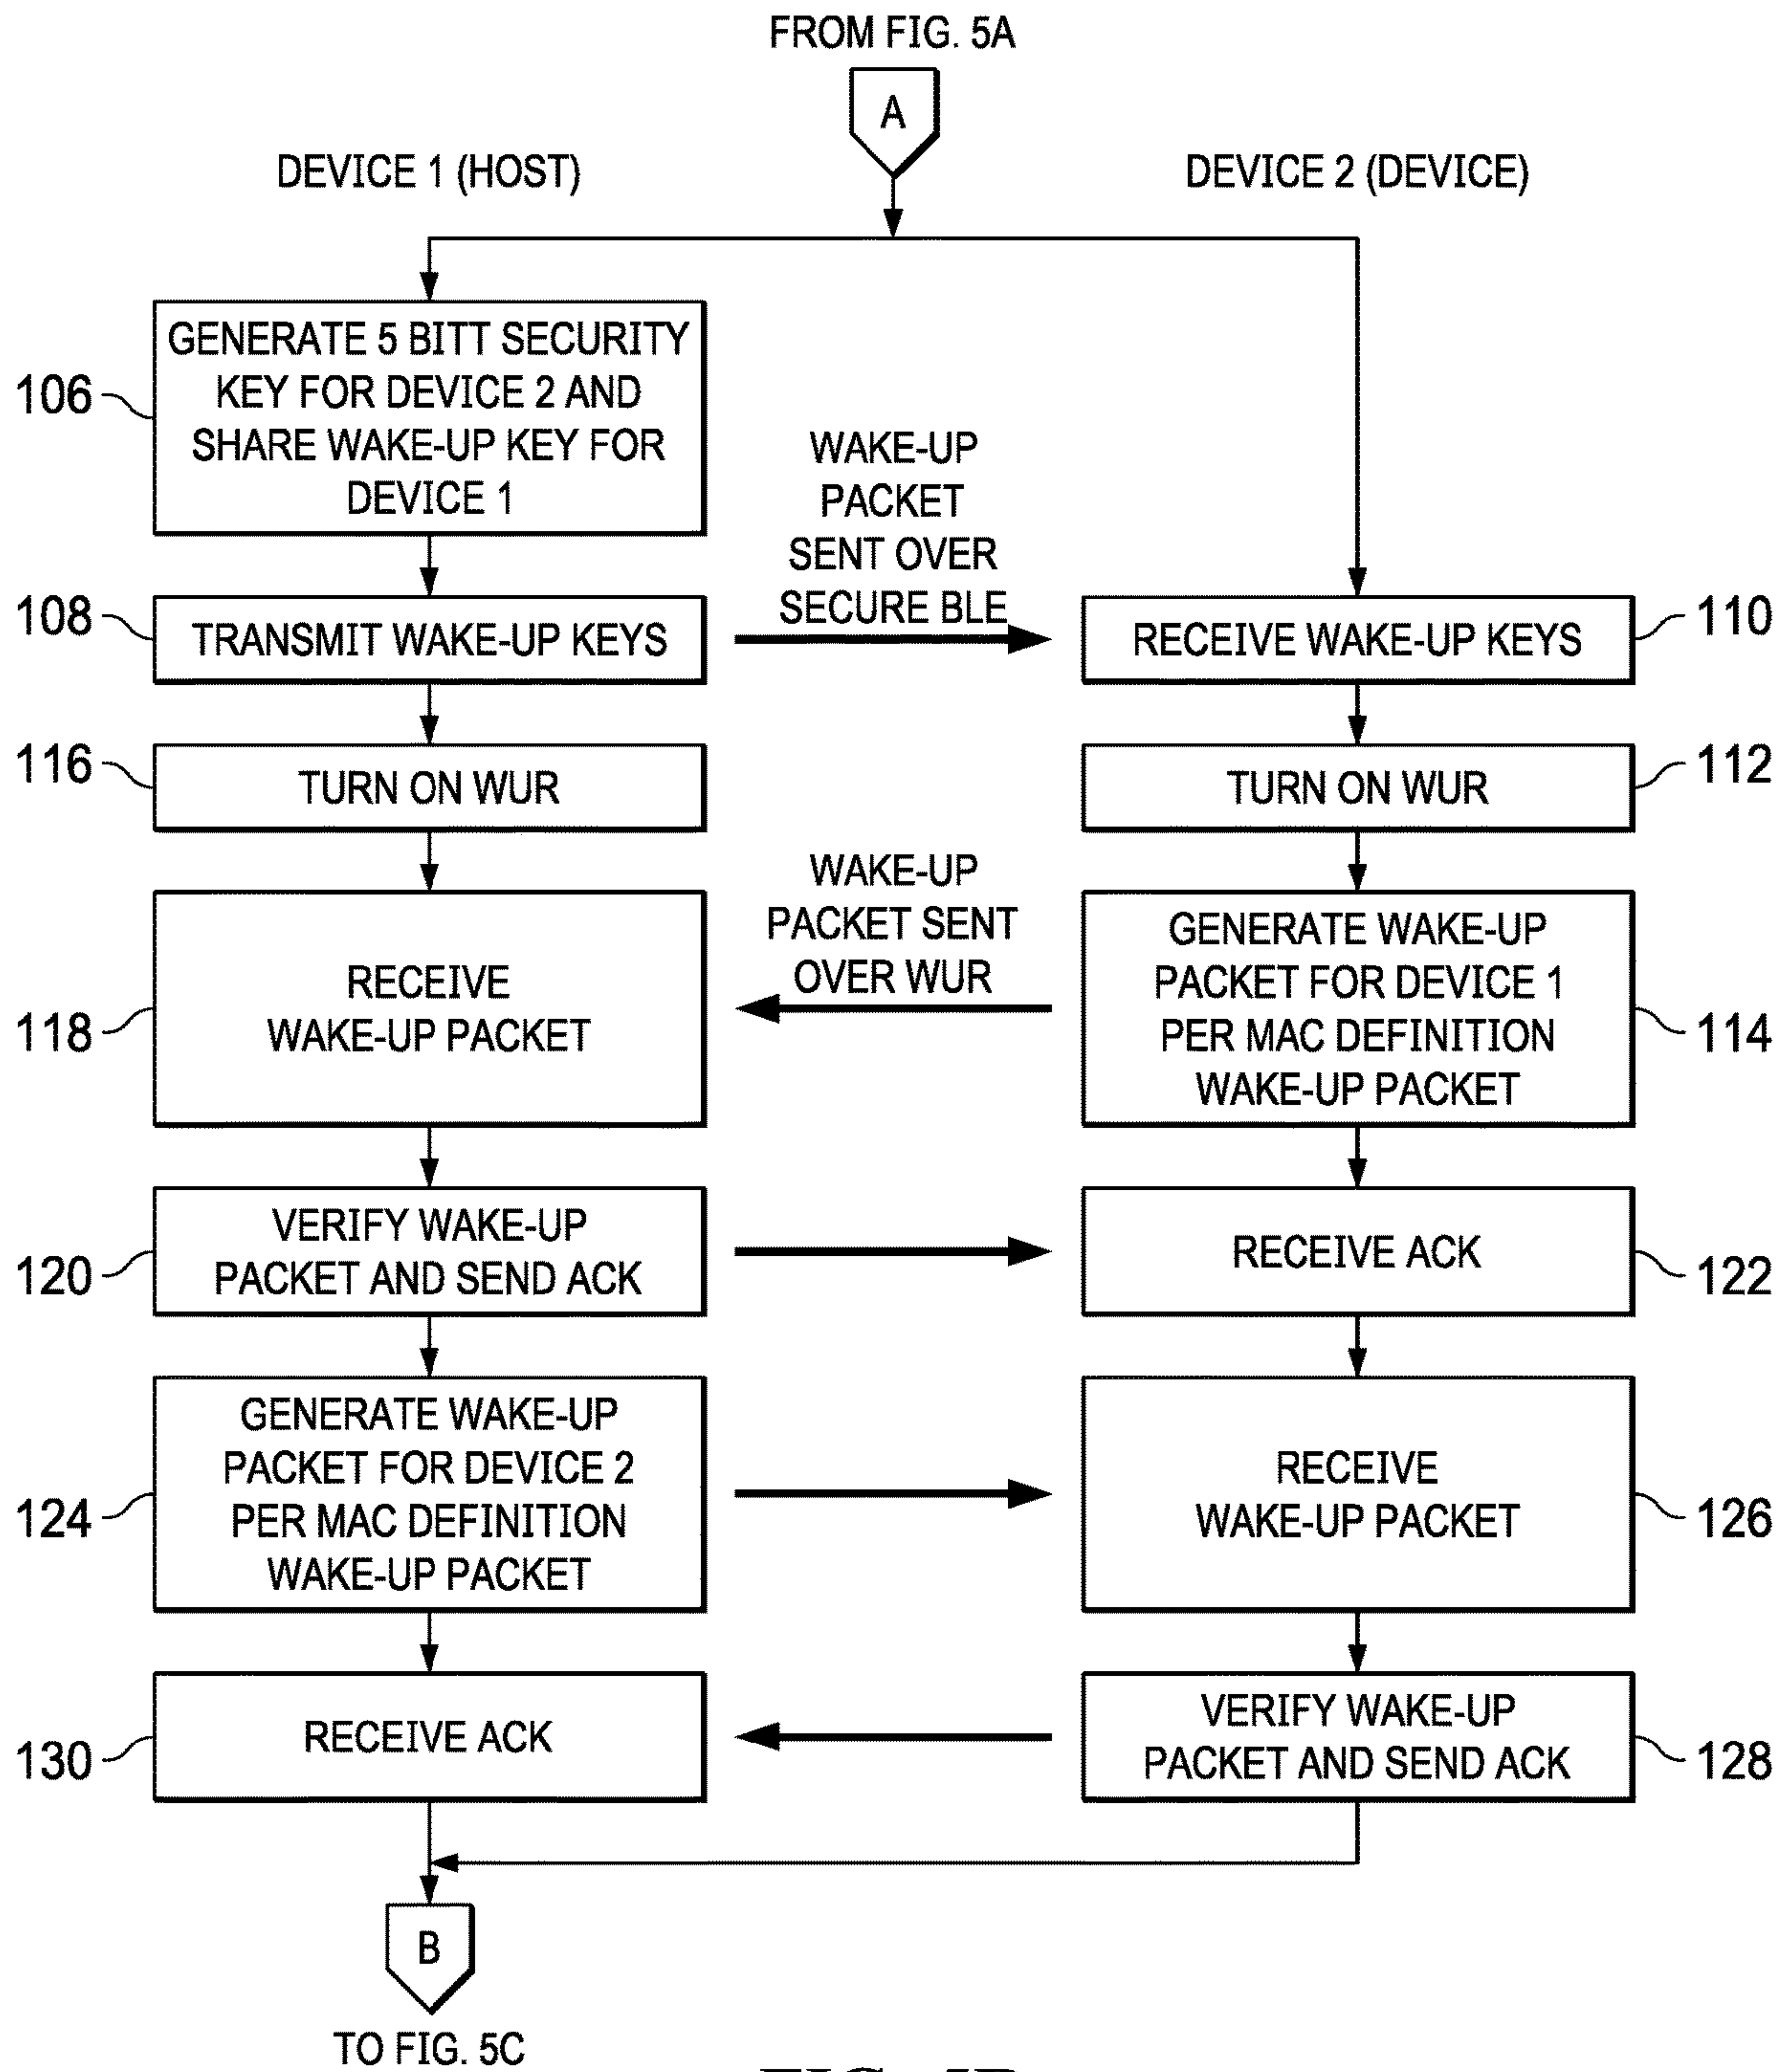 FROM FIG. 5A
A
DEVICE 1 (HOST)
DEVICE 2 (DEVICE)
GENERATE 5 BITT SECURITY
KEY FOR DEVICE 2 AND
SHARE WAKE-UP KEY FOR
DEVICE 1
106
WAKE-UP
PACKET
SENT OVER
SECURE BLE
108
TRANSMIT WAKE-UP KEYS
RECEIVE WAKE-UP KEYS
110
116
TURN ON WUR
TURN ON WUR
112
WAKE-UP
PACKET SENT
OVER WUR
RECEIVE
WAKE-UP PACKET
118
GENERATE WAKE-UP
PACKET FOR DEVICE 1
PER MAC DEFINITION
WAKE-UP PACKET
114
VERIFY WAKE-UP
PACKET AND SEND ACK
120
RECEIVE ACK
122
GENERATE WAKE-UP
PACKET FOR DEVICE 2
PER MAC DEFINITION
WAKE-UP PACKET
124
RECEIVE
WAKE-UP PACKET
126
RECEIVE ACK
130
VERIFY WAKE-UP
PACKET AND SEND ACK
128
B
TO FIG. 5C